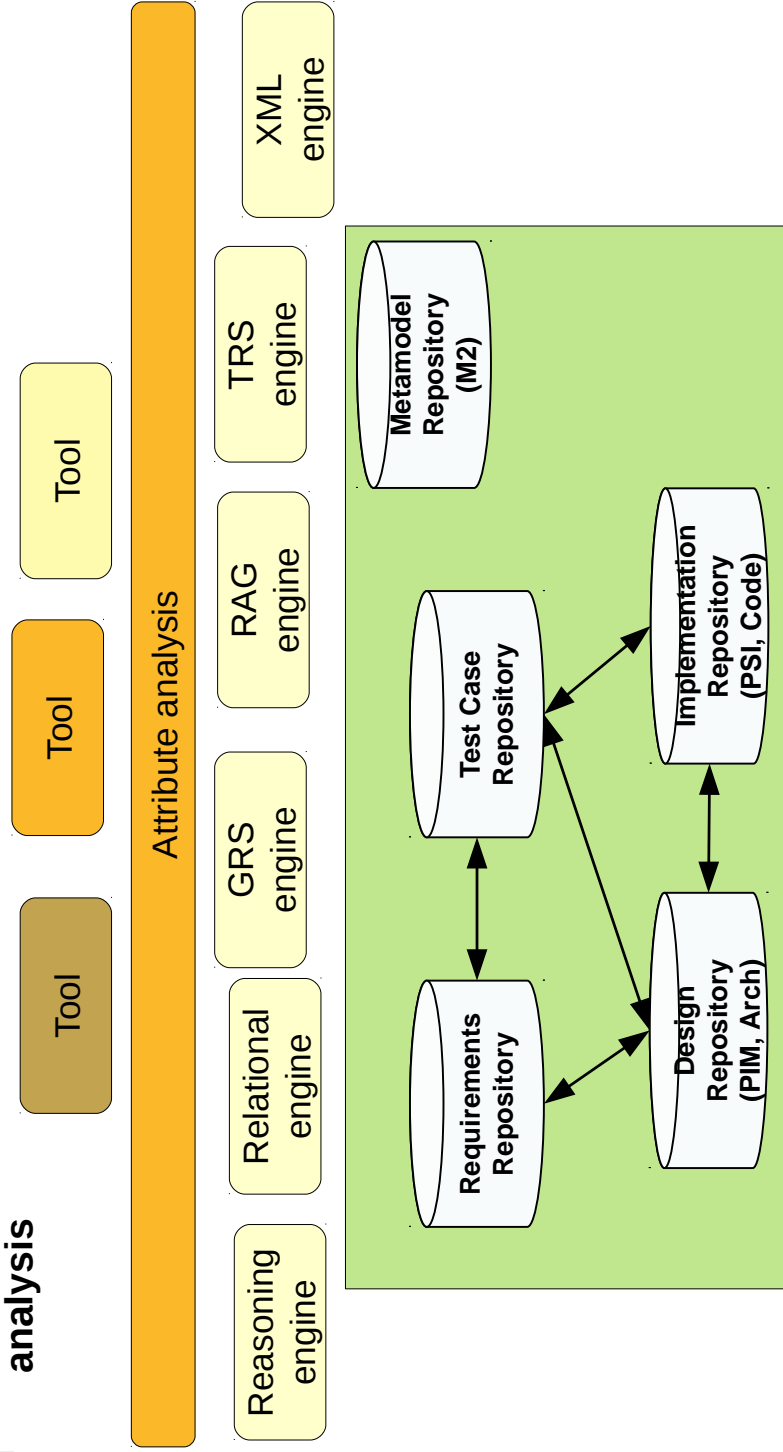 analysis
Tool
Tool
Tool
Attribute analysis
Reasoning
engine
Relational
engine
GRS
engine
RAG
engine
TRS
engine
XML
engine
Requirements
Repository
Test Case
Repository
Metamodel
Repository
(M2)
Design
Repository
(PIM, Arch)
Implementation
Repository
(PSI, Code)